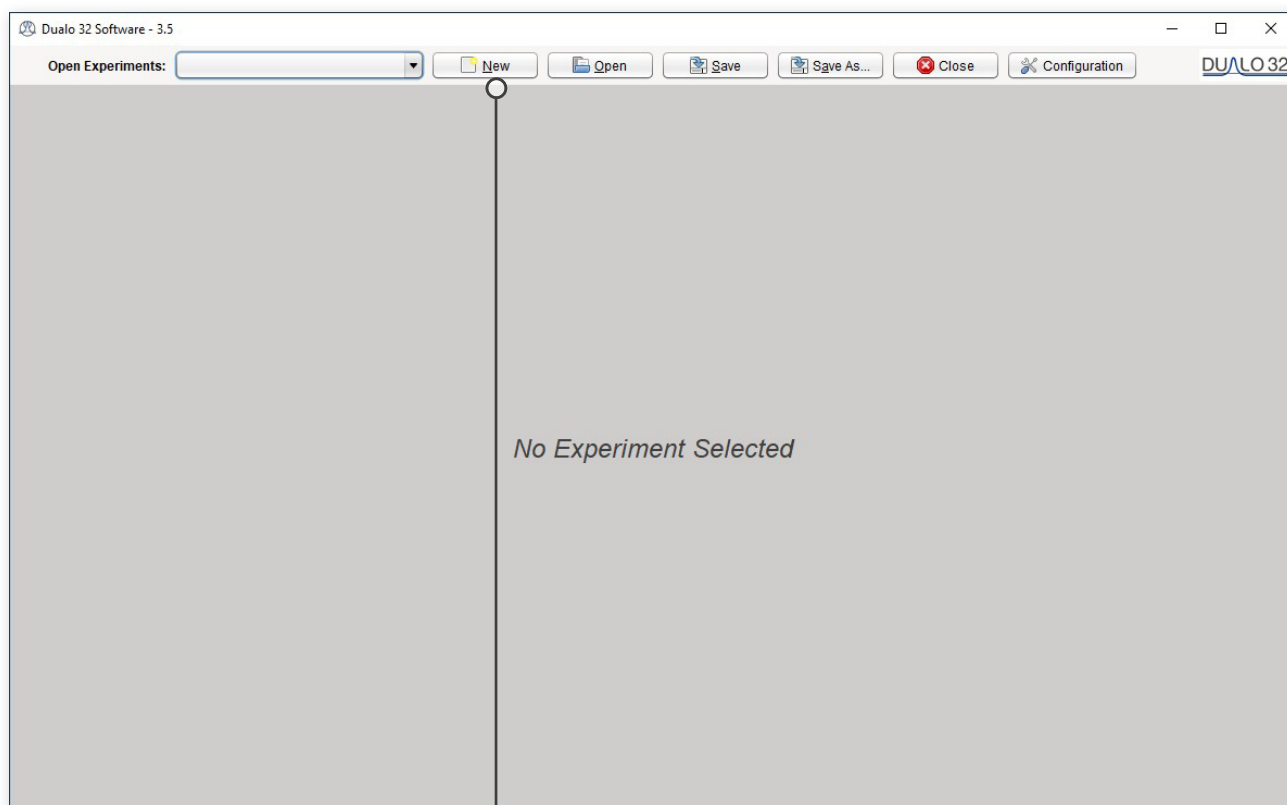 Dualo 32 Software - 3.5
Open Experiments: New Open Save Save As... Close Configuration DUALO 32
No Experiment Selected